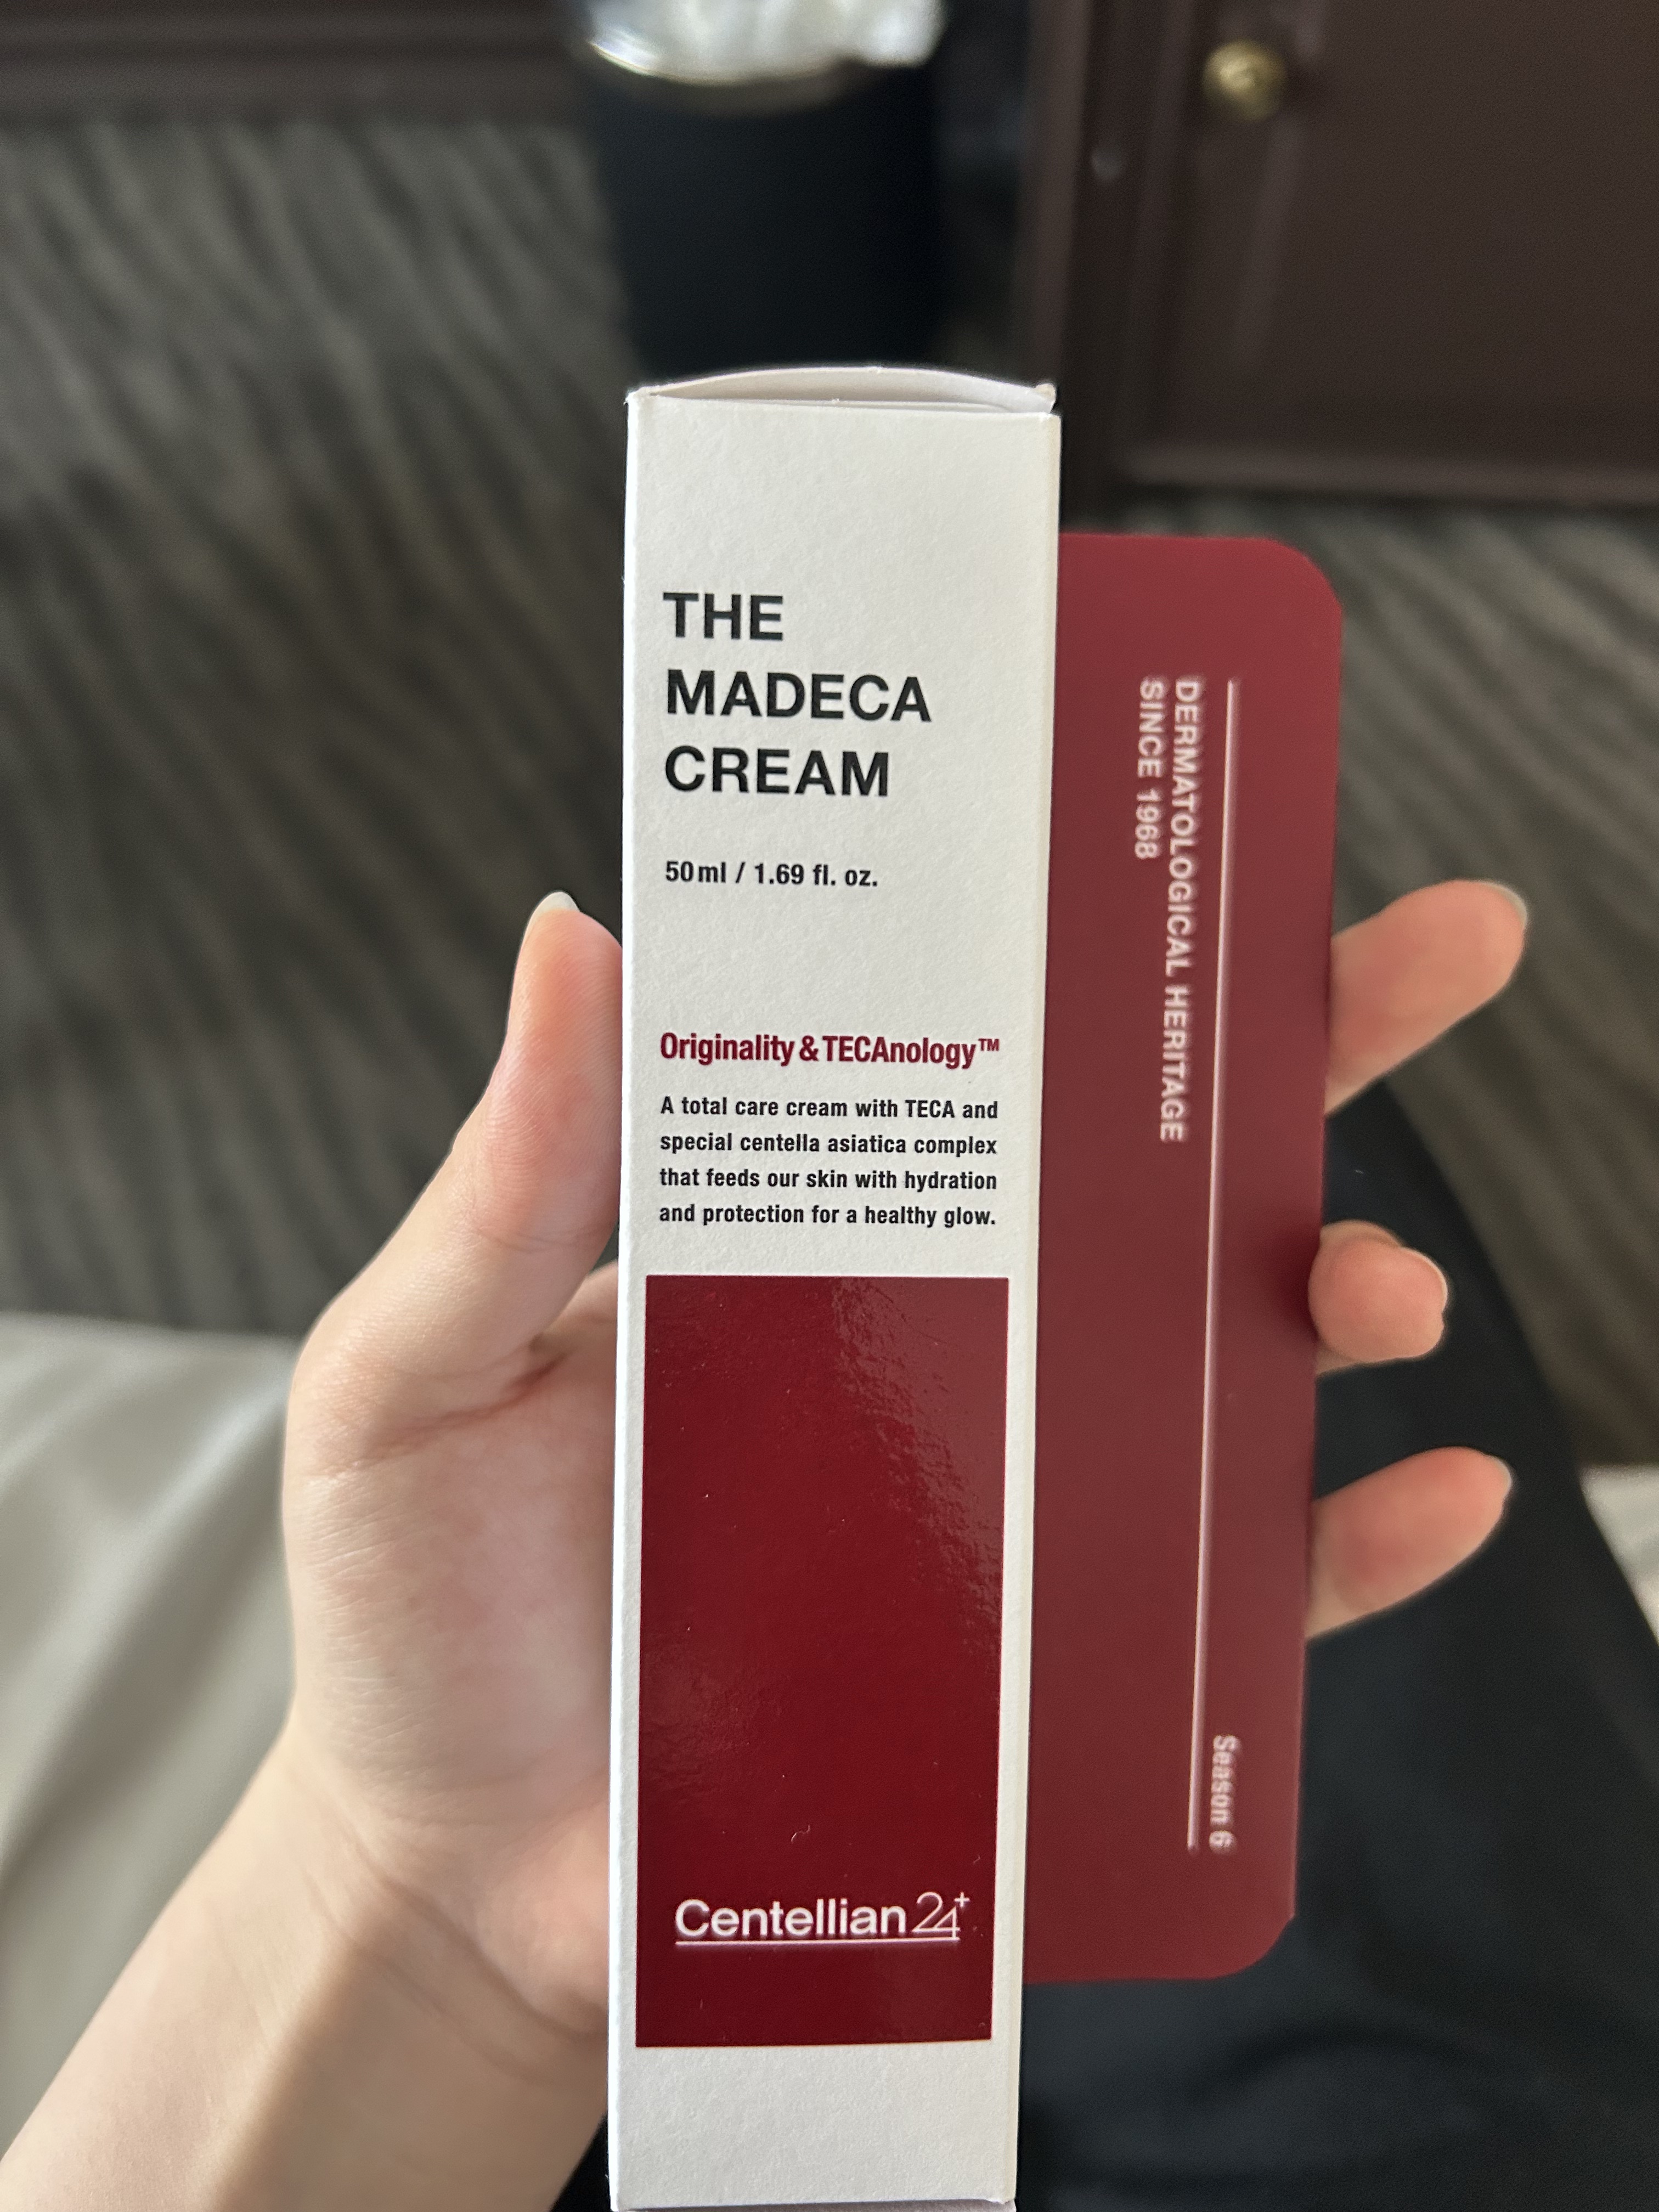 THE
MADECA
CREAM
50ml / 1.69 fl. oz.
Originality & TECAnology™
A total care cream with TECA and
special centella asiatica complex
that feeds our skin with hydration
and protection for a healthy glow.
Centellian24+
DERMATOLOGICAL HERITAGE
SINCE 1968
Season 6